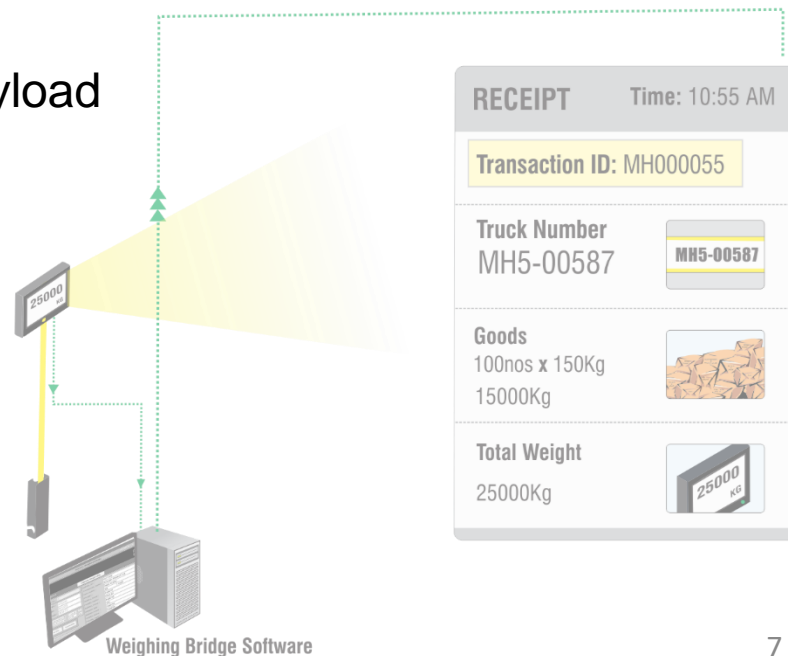 yload
RECEIPT Time: 10:55 AM
Transaction ID: MH000055
Truck Number
MH5-00587
MH5-00587
Goods
100nos x 150Kg
15000Kg
Total Weight
25000Kg
25000
KG
25000
KG
Weighing Bridge Software
7